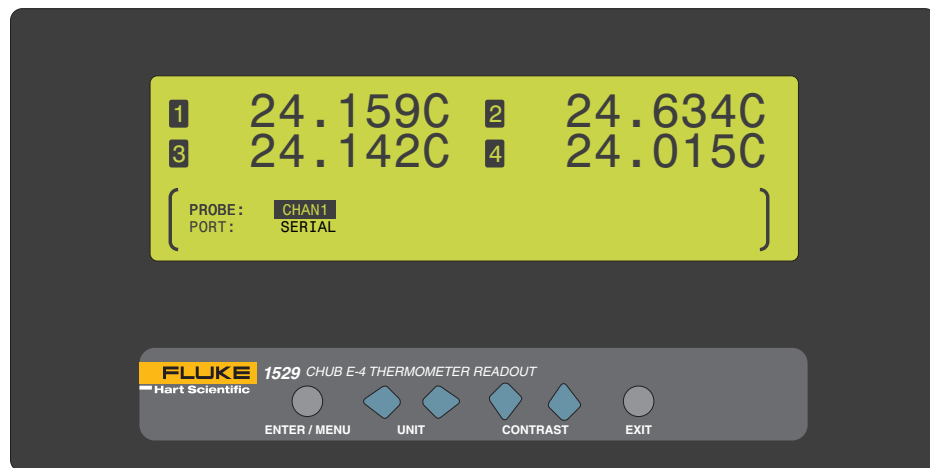 1 24.159C 2 24.634C
3 24.142C 4 24.015C
PROBE: CHAN1
PORT: SERIAL
FLUKE 1529 CHUB E-4 THERMOMETER READOUT
Hart Scientific
ENTER / MENU UNIT CONTRAST EXIT